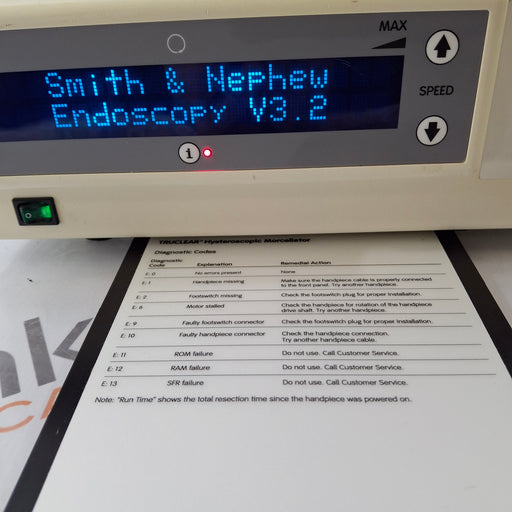 MAX
Smith & Nephew
Endoscopy V3.2
SPEED
i
TRUCLEAR™ Hysteroscopic Morcellator
Diagnostic Codes
Diagnostic Code Explanation Remedial Action
E: 0 No errors present None
E: 1 Handpiece missing Make sure the handpiece cable is properly connected
to the front panel. Try another handpiece.
E: 2 Footswitch missing Check the footswitch plug for proper installation.
E: 6 Motor stalled Check the handpiece for rotation of the handpiece
drive shaft. Try another handpiece.
E: 9 Faulty footswitch connector Check the footswitch plug for proper installation.
E: 10 Faulty handpiece connector Check the handpiece connection.
Try another handpiece cable.
E: 11 ROM failure Do not use. Call Customer Service.
E: 12 RAM failure Do not use. Call Customer Service.
E: 13 SFR failure Do not use. Call Customer Service.
Note: "Run Time" shows the total resection time since the handpiece was powered on.